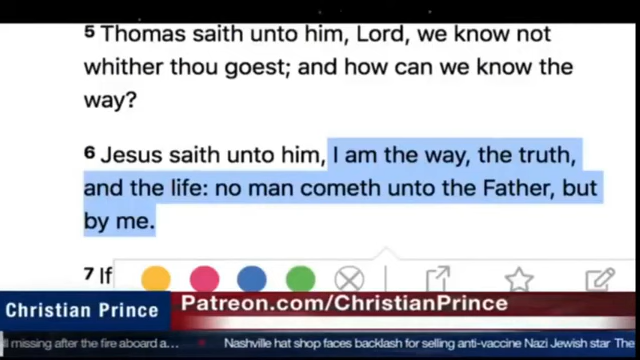 5 Thomas saith unto him, Lord, we know not
whither thou goest; and how can we know the
way?
6 Jesus saith unto him, I am the way, the truth,
and the life: no man cometh unto the Father, but
by me.
7 If
Christian Prince
Patreon.com/ChristianPrince
ll missing after the fire aboard a...
Nashville hat shop faces backlash for selling anti-vaccine Nazi Jewish star The